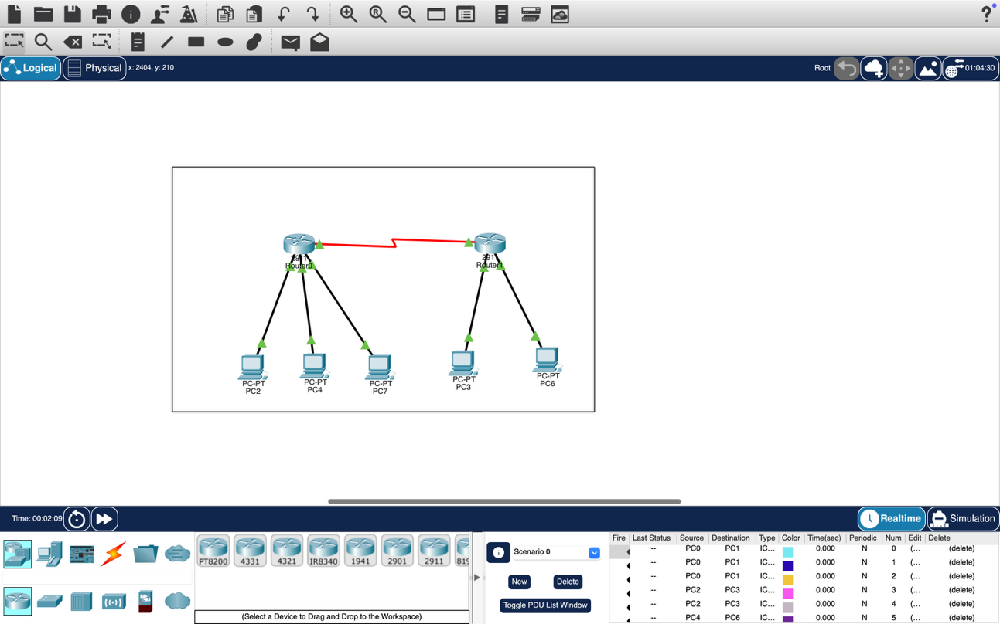 Logical
Physical
x: 2404, y: 210
Root
01:04:30
2911
Router0
Router1
PC-PT
PC2
PC-PT
PC4
PC-PT
PC7
PC-PT
PC3
PC-PT
PC6
Time: 00:02:09
Realtime
Simulation
PT8200
4331
4321
IR8340
1941
2901
2911
819
(Select a Device to Drag and Drop to the Workspace)
Scenario 0
New
Delete
Toggle PDU List Window
Fire Last Status Source Destination Type Color Time(sec) Periodic Num Edit Delete
-- PC0 PC1 IC... 0.000 N 0 (... (delete)
-- PC0 PC1 IC... 0.000 N 1 (... (delete)
-- PC0 PC1 IC... 0.000 N 2 (... (delete)
-- PC2 PC3 IC... 0.000 N 3 (... (delete)
-- PC2 PC3 IC... 0.000 N 4 (... (delete)
-- PC4 PC6 IC... 0.000 N 5 (... (delete)